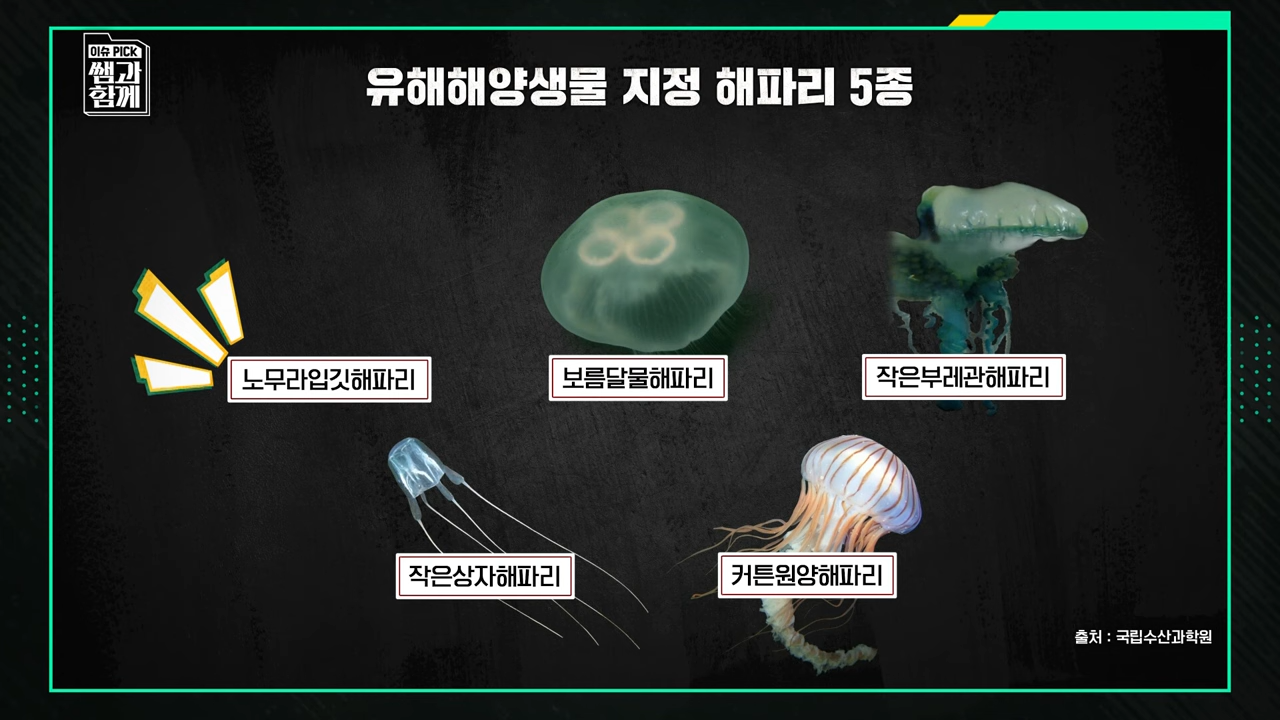 이슈 PICK
쌤과
함께
유해해양생물 지정 해파리 5종
노무라입깃해파리
보름달물해파리
작은부레관해파리
작은상자해파리
커튼원양해파리
출처 : 국립수산과학원